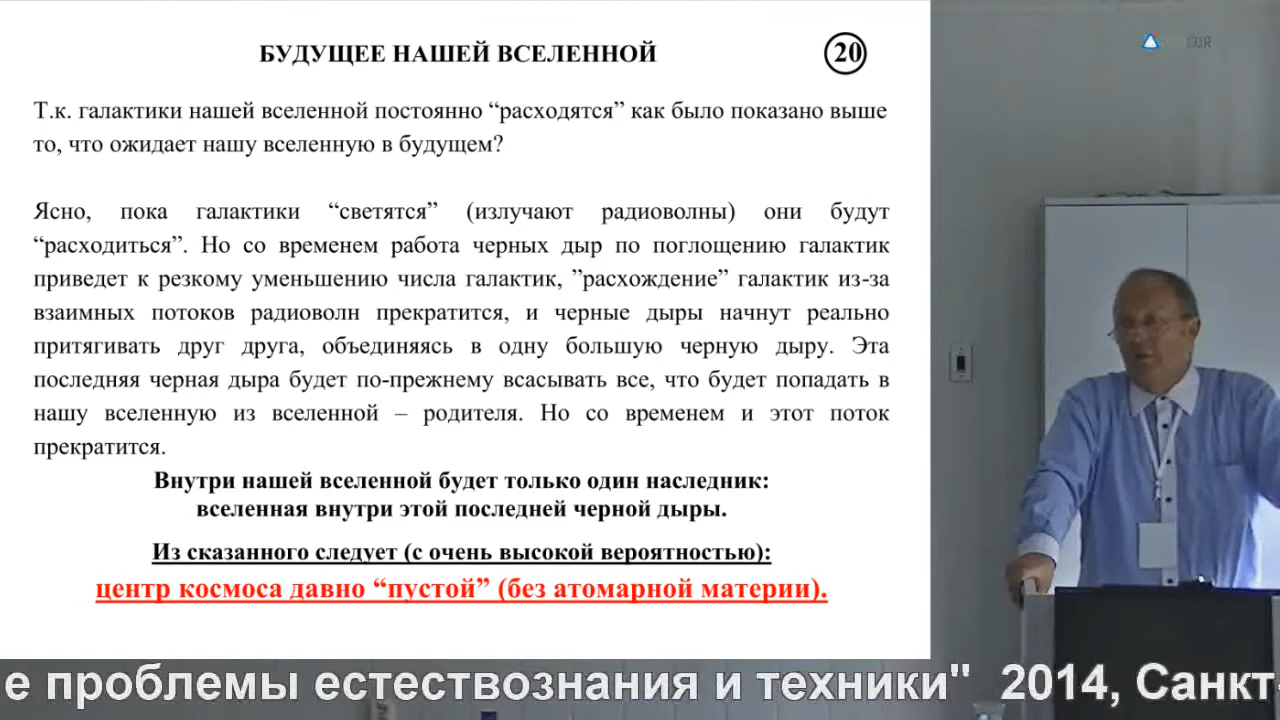 БУДУЩЕЕ НАШЕЙ ВСЕЛЕННОЙ
20
Т.к. галактики нашей вселенной постоянно “расходятся” как было показано выше
то, что ожидает нашу вселенную в будущем?
Ясно, пока галактики “светятся” (излучают радиоволны) они будут
“расходиться”. Но со временем работа черных дыр по поглощению галактик
приведет к резкому уменьшению числа галактик, ”расхождение” галактик из-за
взаимных потоков радиоволн прекратится, и черные дыры начнут реально
притягивать друг друга, объединяясь в одну большую черную дыру. Эта
последняя черная дыра будет по-прежнему всасывать все, что будет попадать в
нашу вселенную из вселенной – родителя. Но со временем и этот поток
прекратится.
Внутри нашей вселенной будет только один наследник:
вселенная внутри этой последней черной дыры.
Из сказанного следует (с очень высокой вероятностью):
центр космоса давно “пустой” (без атомарной материи).
е проблемы естествознания и техники" 2014, Санкт-